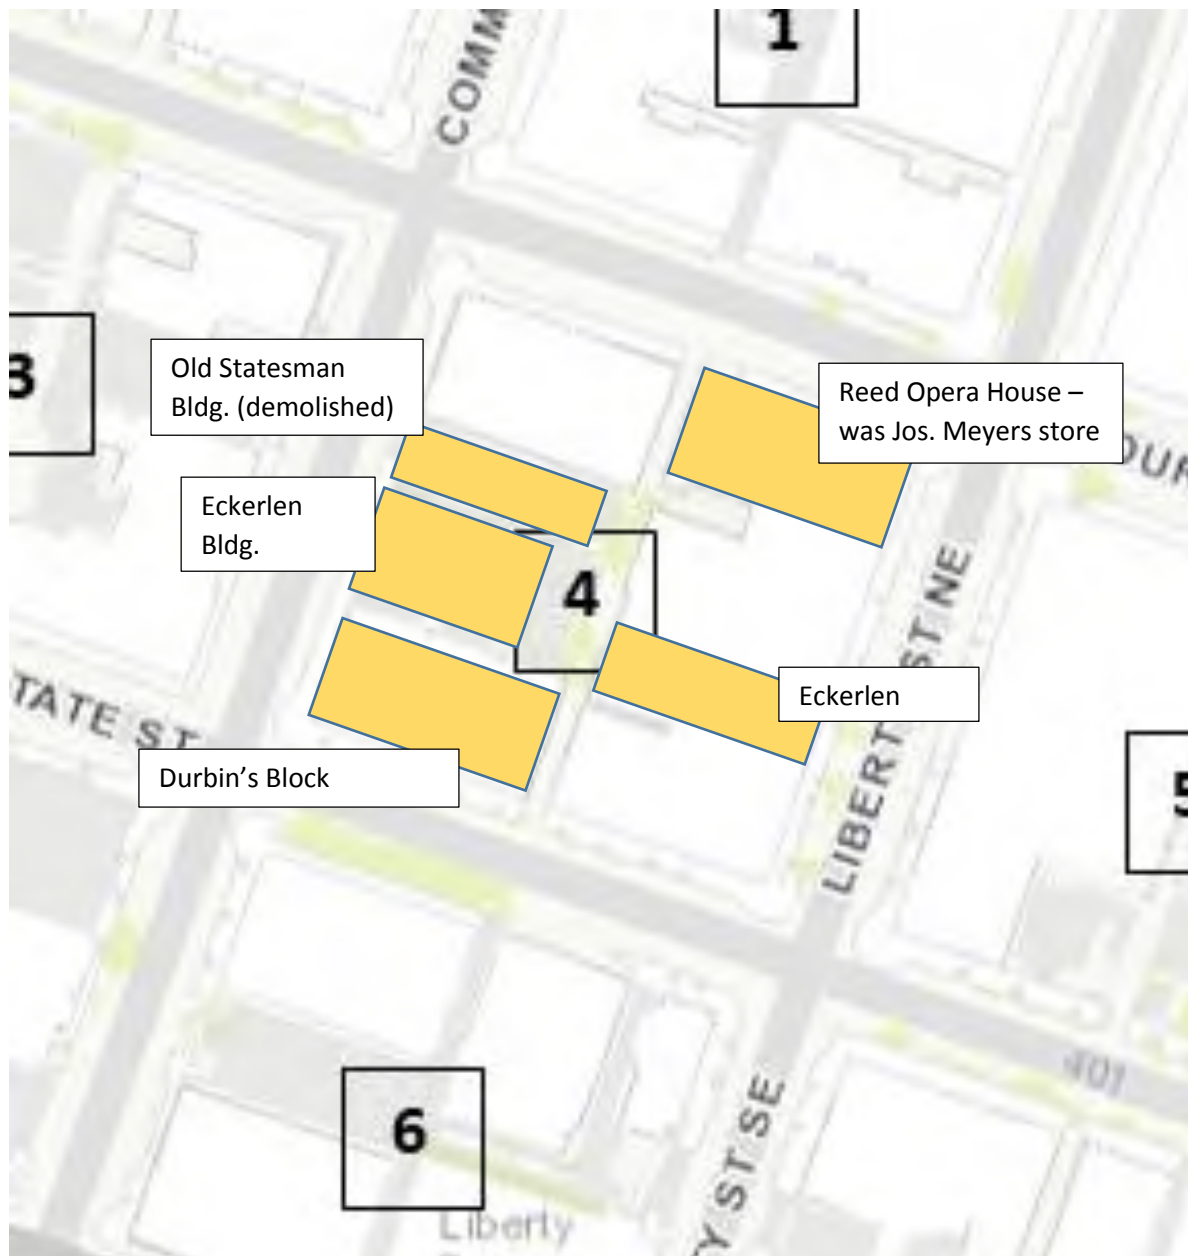 1
COMM
3
Old Statesman
Bldg. (demolished)
Reed Opera House –
was Jos. Meyers store
OUR
Eckerlen
Bldg.
4
LIBERTY ST NE
Eckerlen
TATE ST
Durbin’s Block
5
401
6
Y ST SE
Liberty